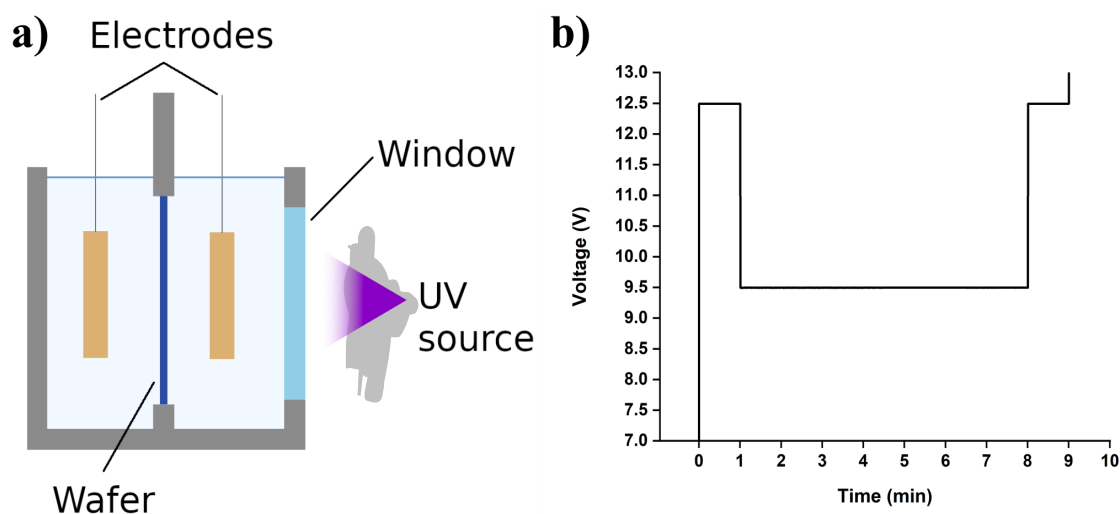 a)
Electrodes
Window
UV
source
Wafer
b)
Voltage (V)
13.0
12.5
12.0
11.5
11.0
10.5
10.0
9.5
9.0
8.5
8.0
7.5
7.0
0 1 2 3 4 5 6 7 8 9 10
Time (min)